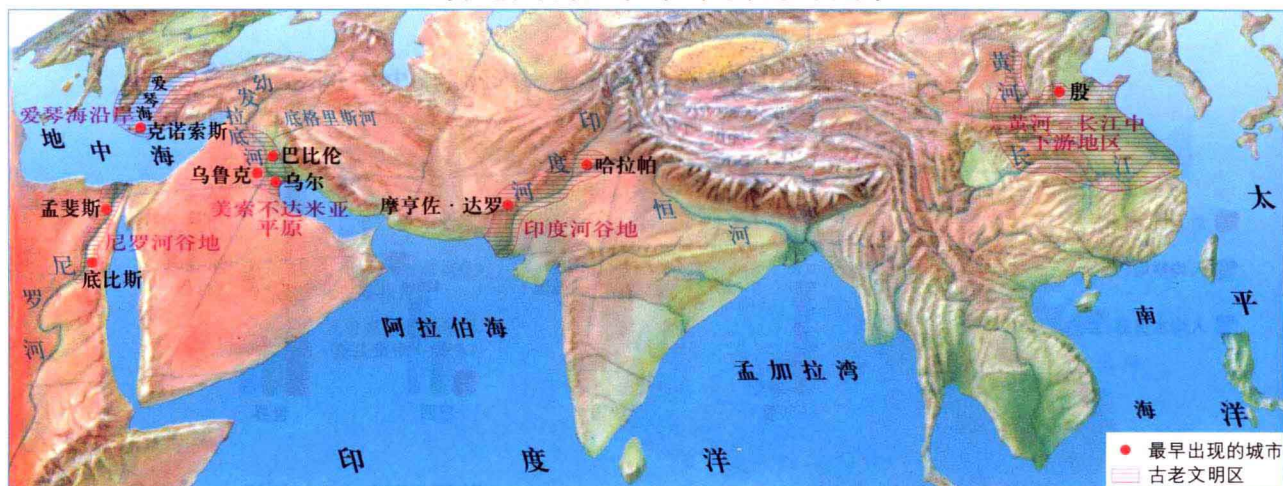 爱琴海
爱琴海沿岸
地中海
克诺索斯
幼发拉底河
底格里斯河
巴比伦
乌鲁克
乌尔
美索不达米亚
平原
孟斐斯
尼罗河谷地
底比斯
尼罗河
印度河
哈拉帕
摩亨佐·达罗
印度河谷地
恒河
黄河
殷
黄河—长江中
下游地区
长江
阿拉伯海
孟加拉湾
印度洋
南海
太平洋
最早出现的城市
古老文明区